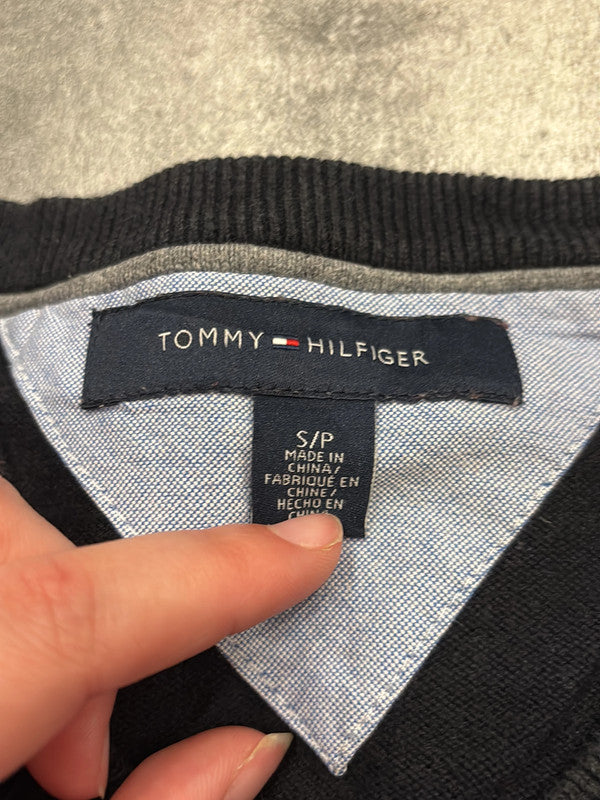 TOMMY HILFIGER
S/P
MADE IN
CHINA/
FABRIQUÉ EN
CHINE/
HECHO EN